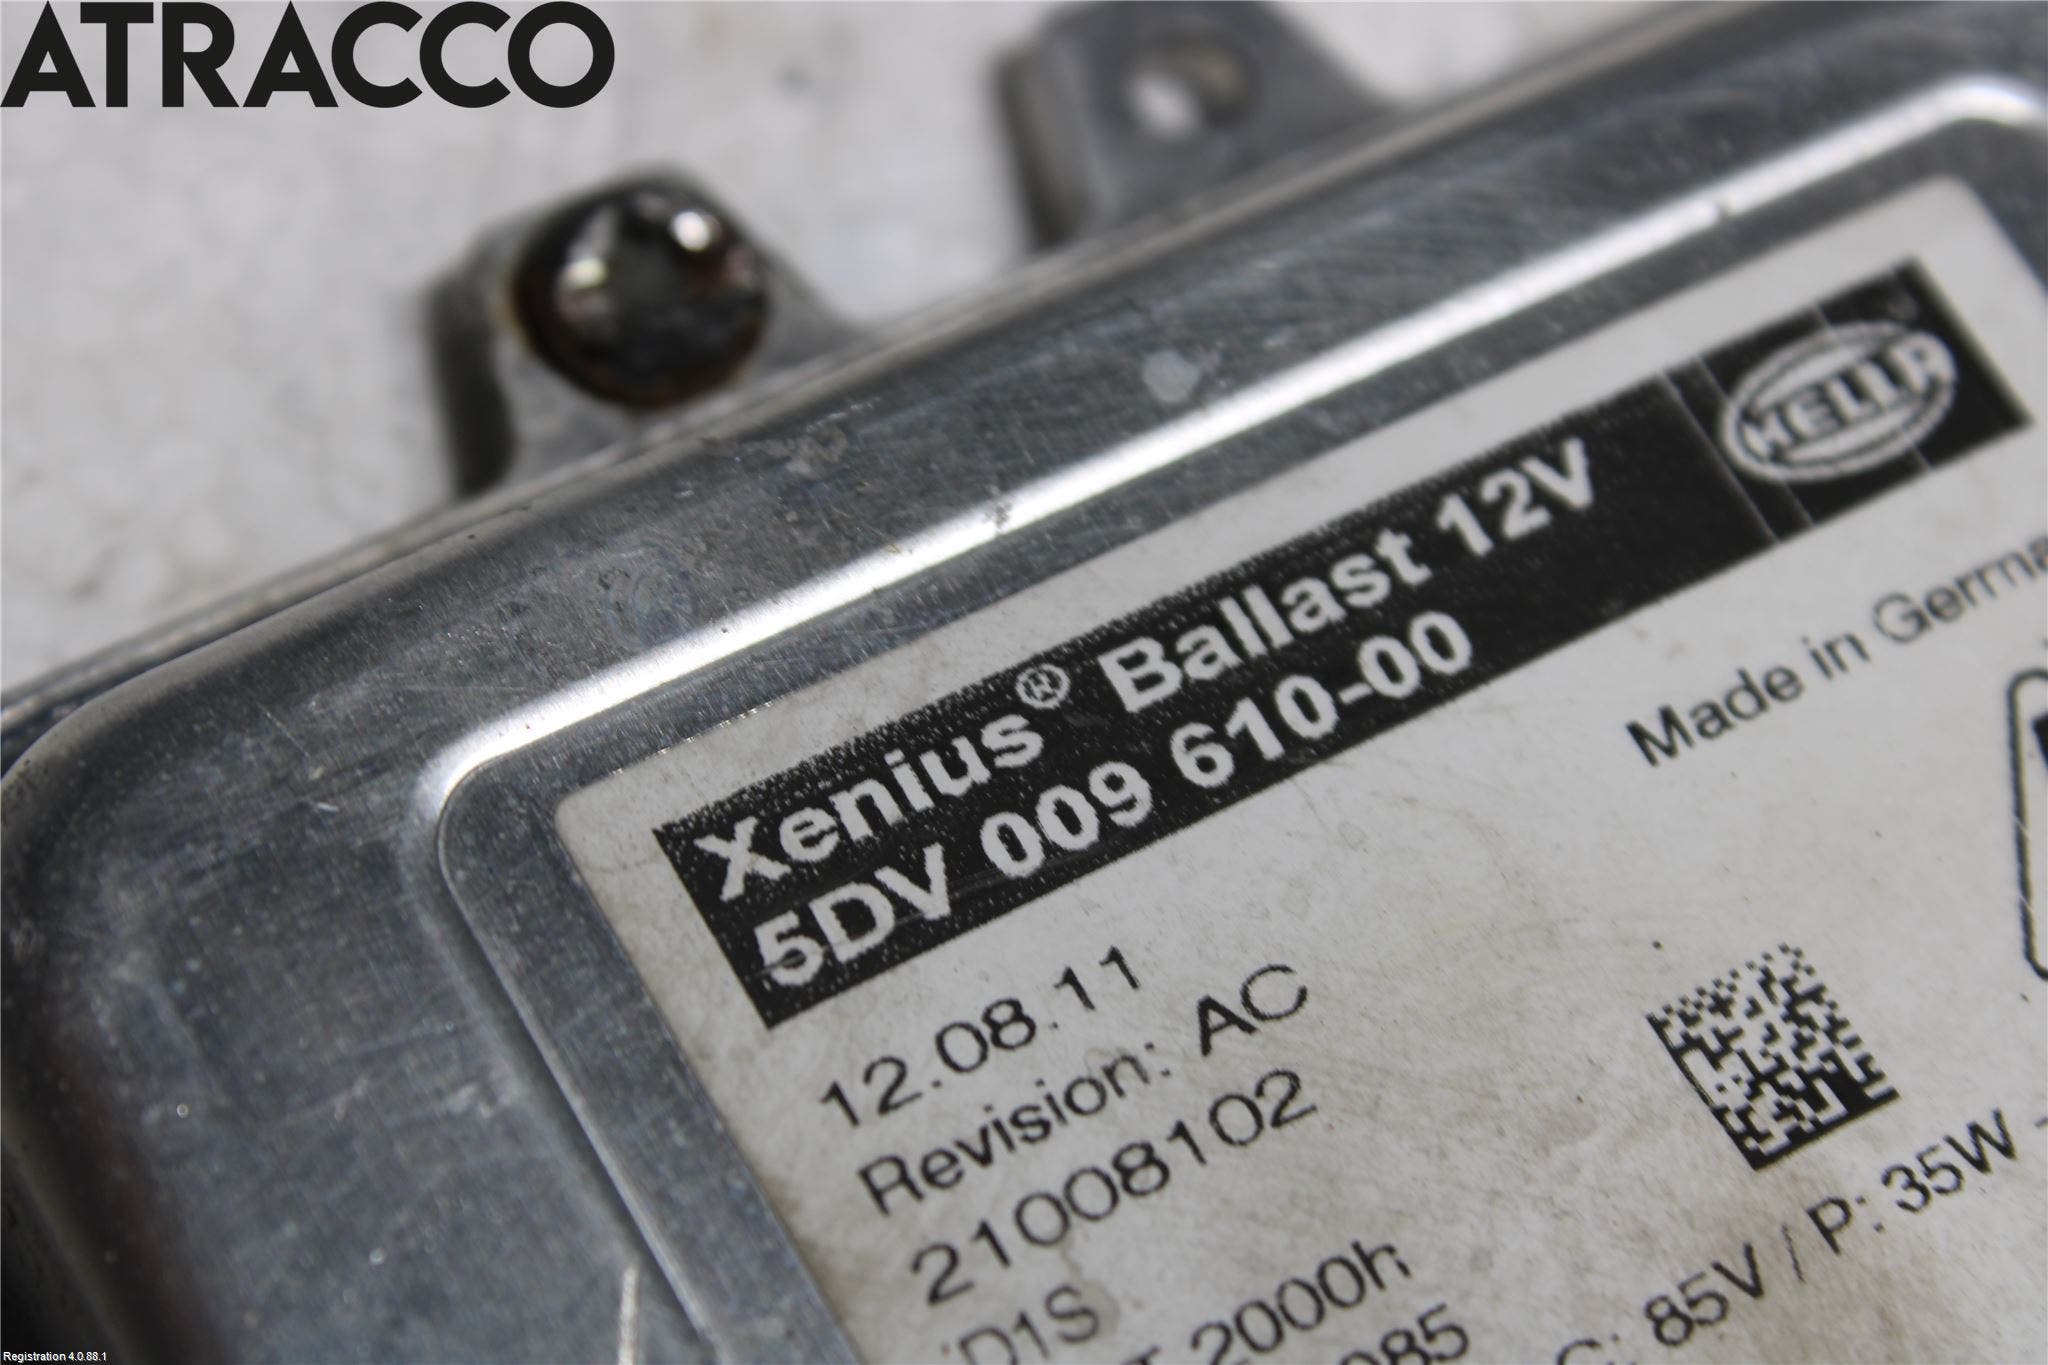 ATRACCO
HELLA
Xenius® Ballast 12V
5DV 009 610-00
Made in Germa
12.08.11
Revision: AC
21008102
D1S
T 2000h
085
C: 85V / P: 35W -
Registration 4.0.88.1